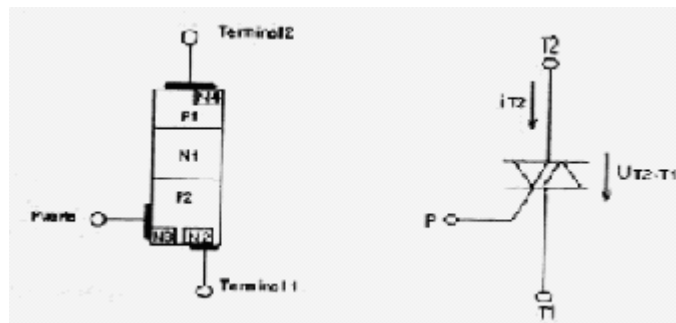 Terminal2
N4
P1
N1
P2
Puerta
N3 N2
Terminal1
T2
iT2
UT2-T1
P
T1